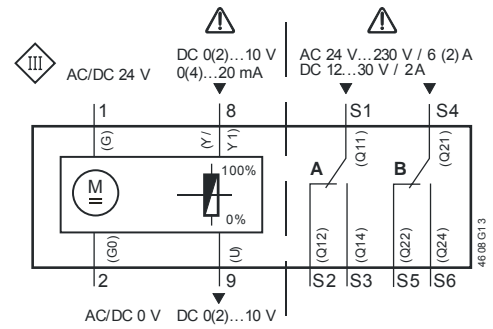 III
AC/DC 24 V
DC 0(2)...10 V
0(4)...20 mA
AC 24 V...230 V / 6 (2) A
DC 12...30 V / 2A
1
8
S1
S4
(G)
(Y/
Y1)
(Q11)
(Q21)
M
100%
0%
A
B
(G0)
(U)
(Q12)
(Q14)
(Q22)
(Q24)
2
9
S2
S3
S5
S6
AC/DC 0 V
DC 0(2)...10 V
4608G13